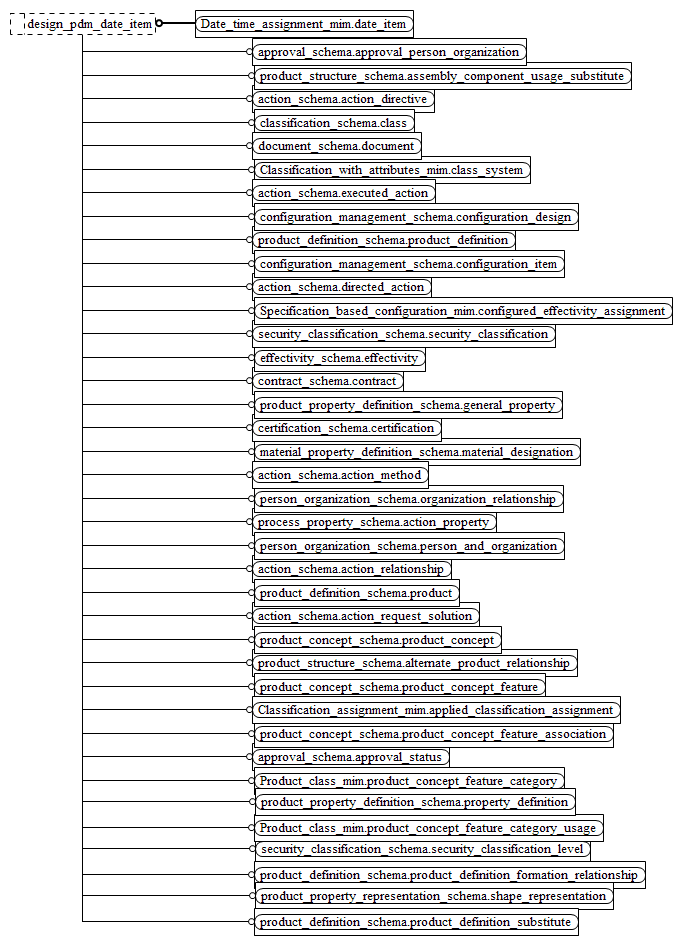 design_pdm_date_item
Date_time_assignment_mim.date_item
approval_schema.approval_person_organization
product_structure_schema.assembly_component_usage_substitute
action_schema.action_directive
classification_schema.class
document_schema.document
Classification_with_attributes_mim.class_system
action_schema.executed_action
configuration_management_schema.configuration_design
product_definition_schema.product_definition
configuration_management_schema.configuration_item
action_schema.directed_action
Specification_based_configuration_mim.configured_effectivity_assignment
security_classification_schema.security_classification
effectivity_schema.effectivity
contract_schema.contract
product_property_definition_schema.general_property
certification_schema.certification
material_property_definition_schema.material_designation
action_schema.action_method
person_organization_schema.organization_relationship
process_property_schema.action_property
person_organization_schema.person_and_organization
action_schema.action_relationship
product_definition_schema.product
action_schema.action_request_solution
product_concept_schema.product_concept
product_structure_schema.alternate_product_relationship
product_concept_schema.product_concept_feature
Classification_assignment_mim.applied_classification_assignment
product_concept_schema.product_concept_feature_association
approval_schema.approval_status
Product_class_mim.product_concept_feature_category
product_property_definition_schema.property_definition
Product_class_mim.product_concept_feature_category_usage
security_classification_schema.security_classification_level
product_definition_schema.product_definition_formation_relationship
product_property_representation_schema.shape_representation
product_definition_schema.product_definition_substitute